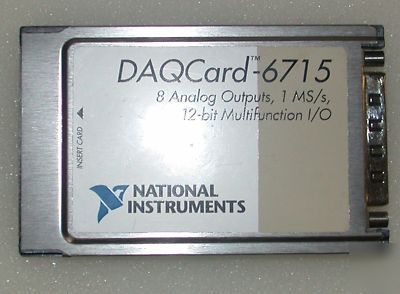 DAQCard™-6715
8 Analog Outputs, 1 MS/s,
12-bit Multifunction I/O
INSERT CARD
NATIONAL
INSTRUMENTS